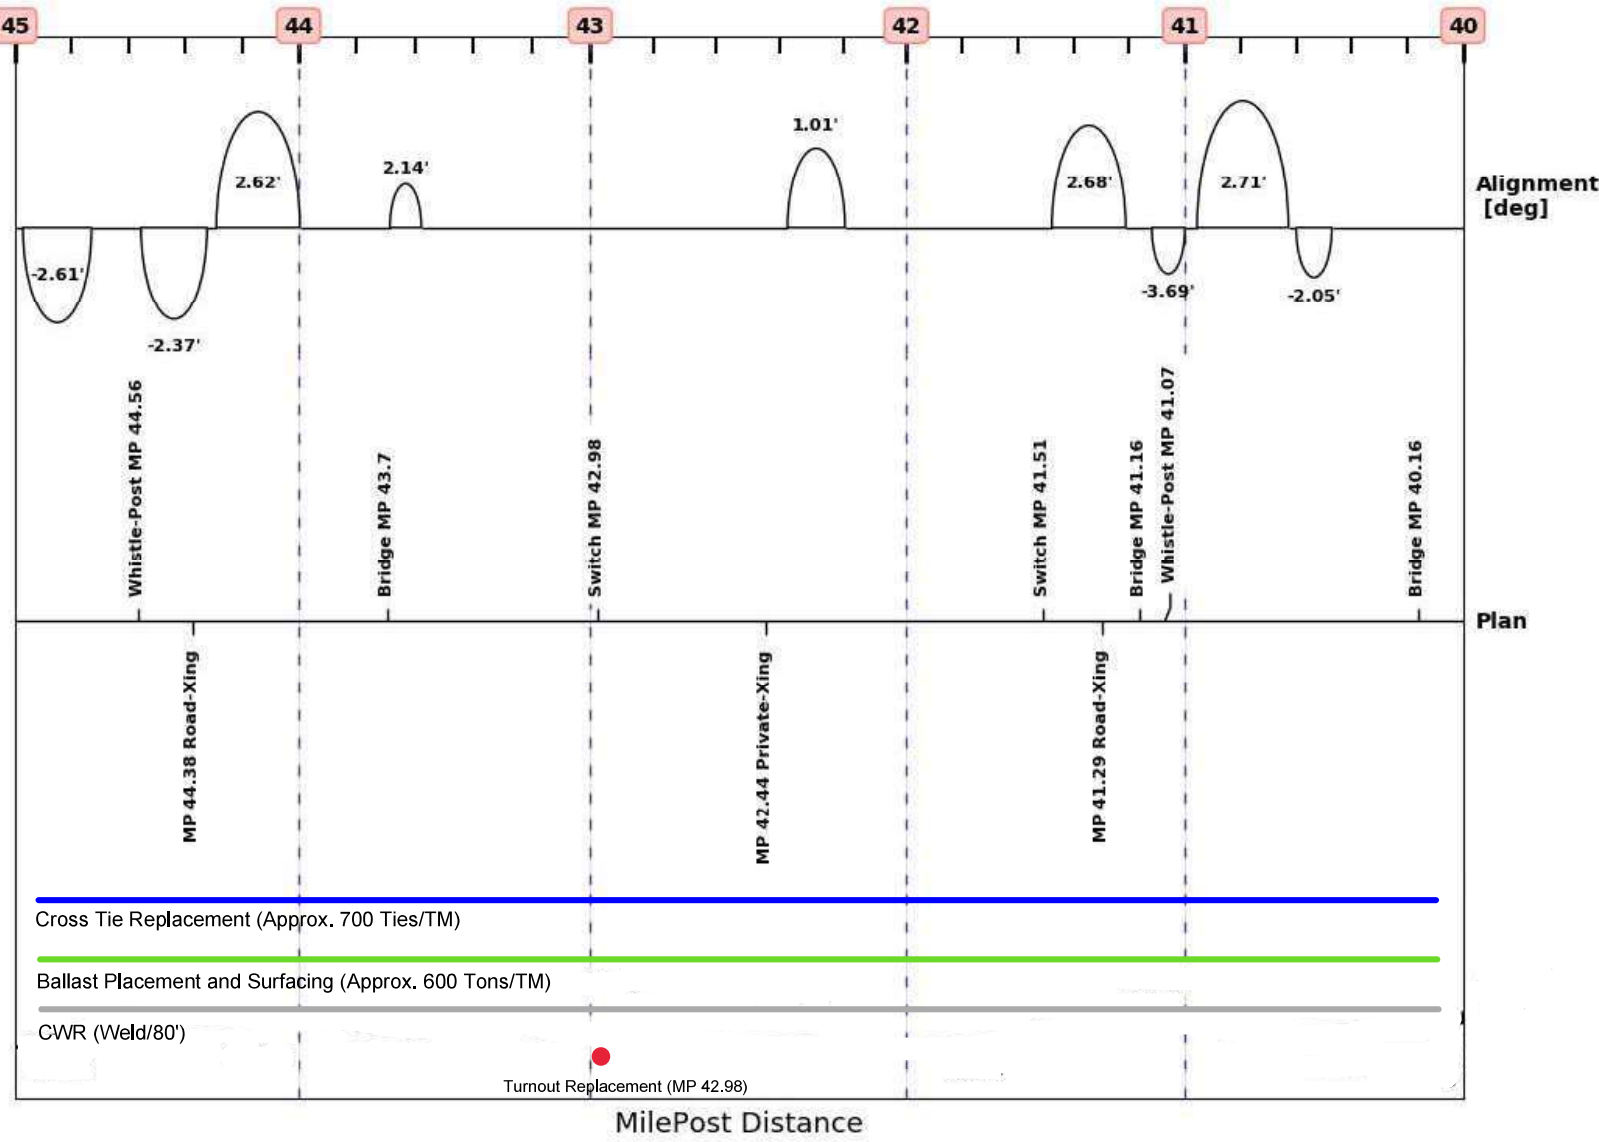 45
44
43
42
41
40
1.01'
2.14'
2.62'
2.68'
2.71'
Alignment
[deg]
-2.61'
-3.69'
-2.05'
-2.37'
Whistle-Post MP 44.56
Bridge MP 43.7
Switch MP 42.98
Switch MP 41.51
Bridge MP 41.16
Whistle-Post MP 41.07
Bridge MP 40.16
Plan
MP 44.38 Road-Xing
MP 42.44 Private-Xing
MP 41.29 Road-Xing
Cross Tie Replacement (Approx. 700 Ties/TM)
Ballast Placement and Surfacing (Approx. 600 Tons/TM)
CWR (Weld/80')
Turnout Replacement (MP 42.98)
MilePost Distance